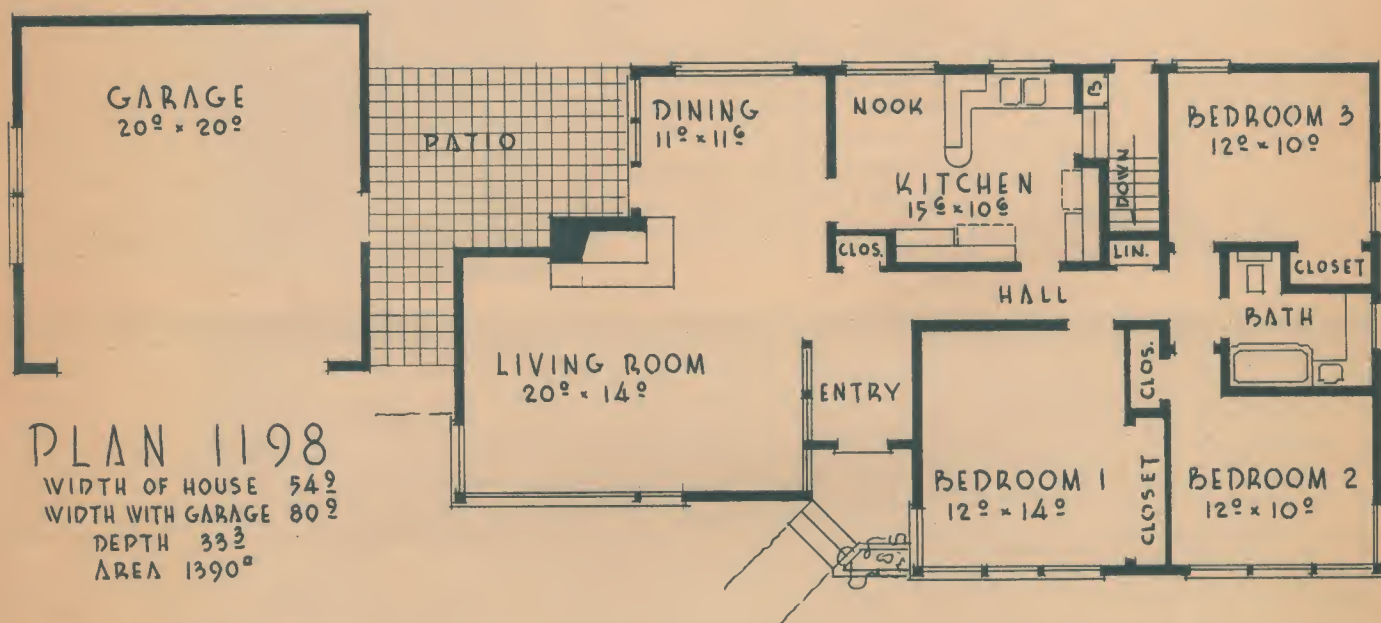 GARAGE
20⁰ × 20⁰
PATIO
DINING
11⁰ × 11⁶
NOOK
KITCHEN
15⁶ × 10⁶
B
DOWN
BEDROOM 3
12⁰ × 10⁰
CLOS.
LIN.
CLOSET
HALL
BATH
LIVING ROOM
20⁰ × 14⁰
ENTRY
CLOS.
BEDROOM 1
12⁰ × 14⁰
CLOSET
BEDROOM 2
12⁰ × 10⁰
PLAN 1198
WIDTH OF HOUSE 54⁹
WIDTH WITH GARAGE 80⁹
DEPTH 33³
AREA 1390□